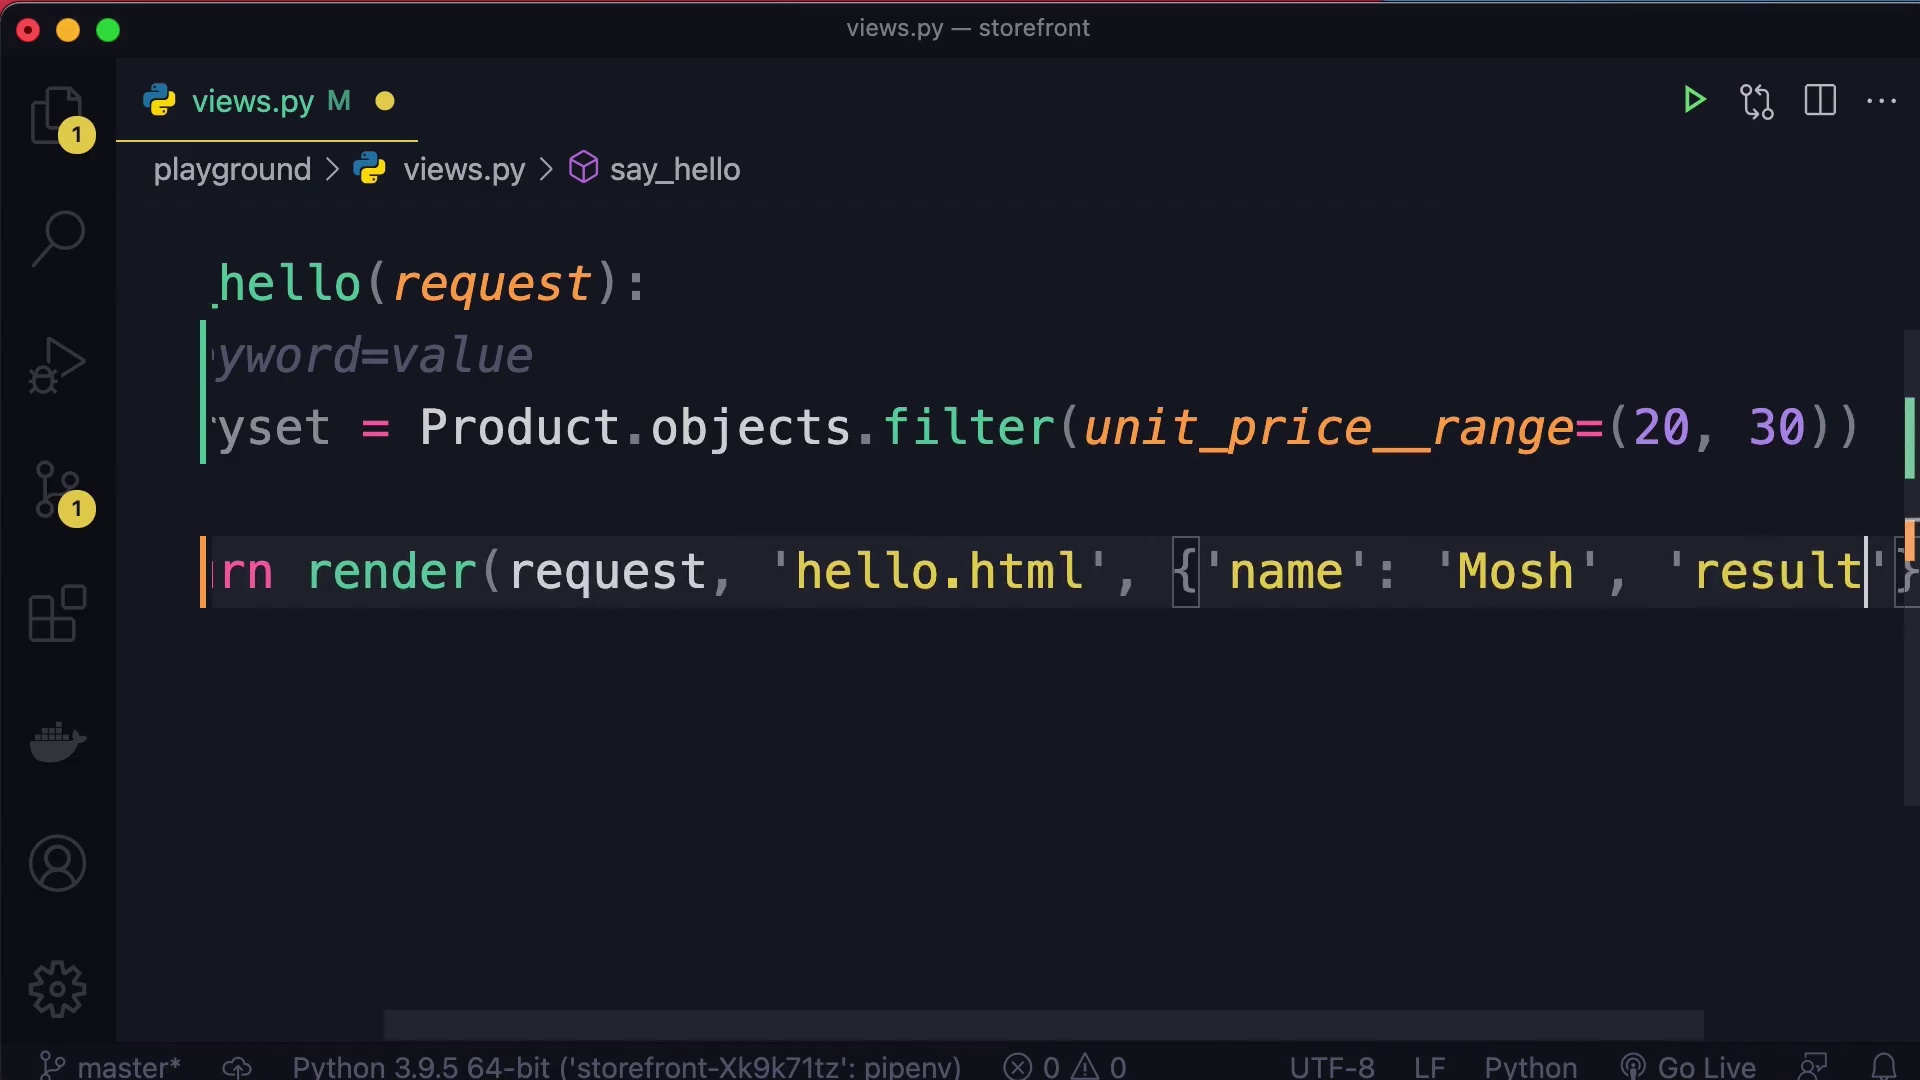 views.py — storefront
views.py M
1
playground > views.py > say_hello
_hello(request):
yword=value
yset = Product.objects.filter(unit_price__range=(20, 30))
1
rn render(request, 'hello.html', {'name': 'Mosh', 'result'}
master* Python 3.9.5 64-bit ('storefront-Xk9k71tz': pipenv) 0 0 UTF-8 LF Python Go Live